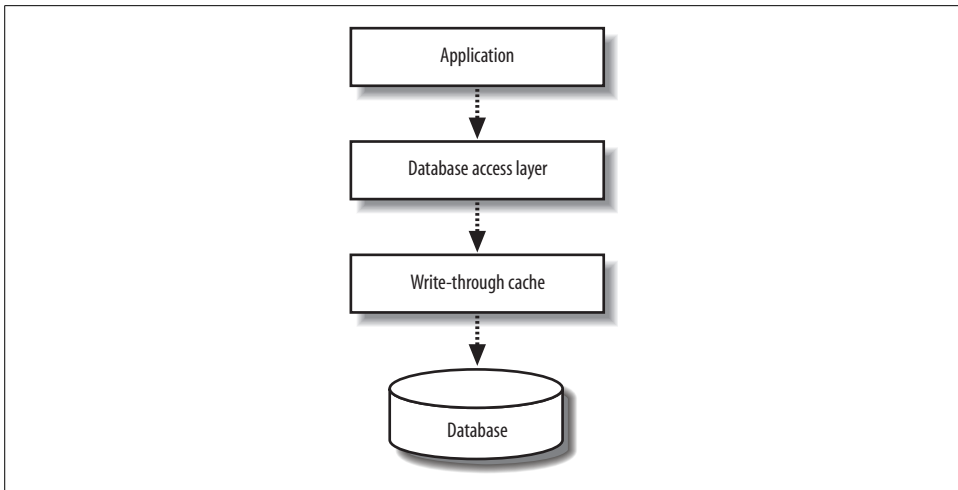 Application
Database access layer
Write-through cache
Database